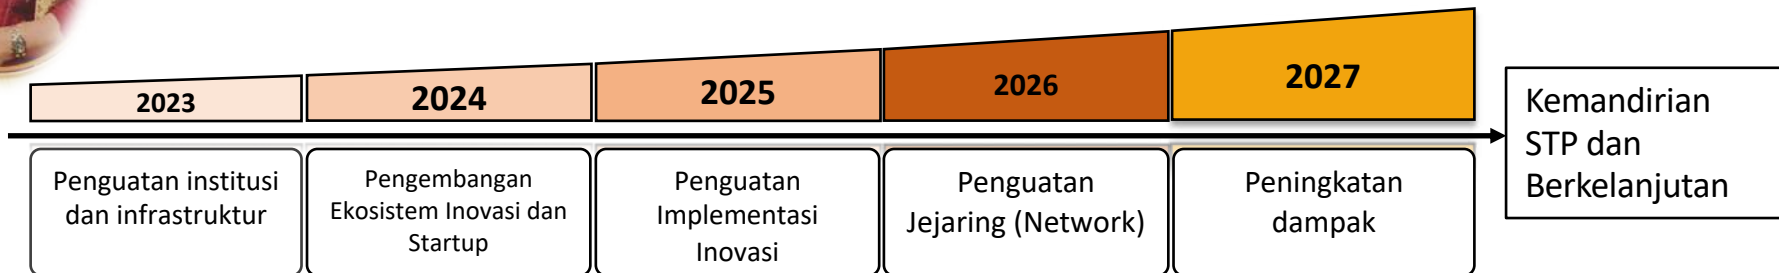 2023
2024
2025
2026
2027
Penguatan institusi
dan infrastruktur
Pengembangan
Ekosistem Inovasi dan
Startup
Penguatan
Implementasi
Inovasi
Penguatan
Jejaring (Network)
Peningkatan
dampak
Kemandirian
STP dan
Berkelanjutan